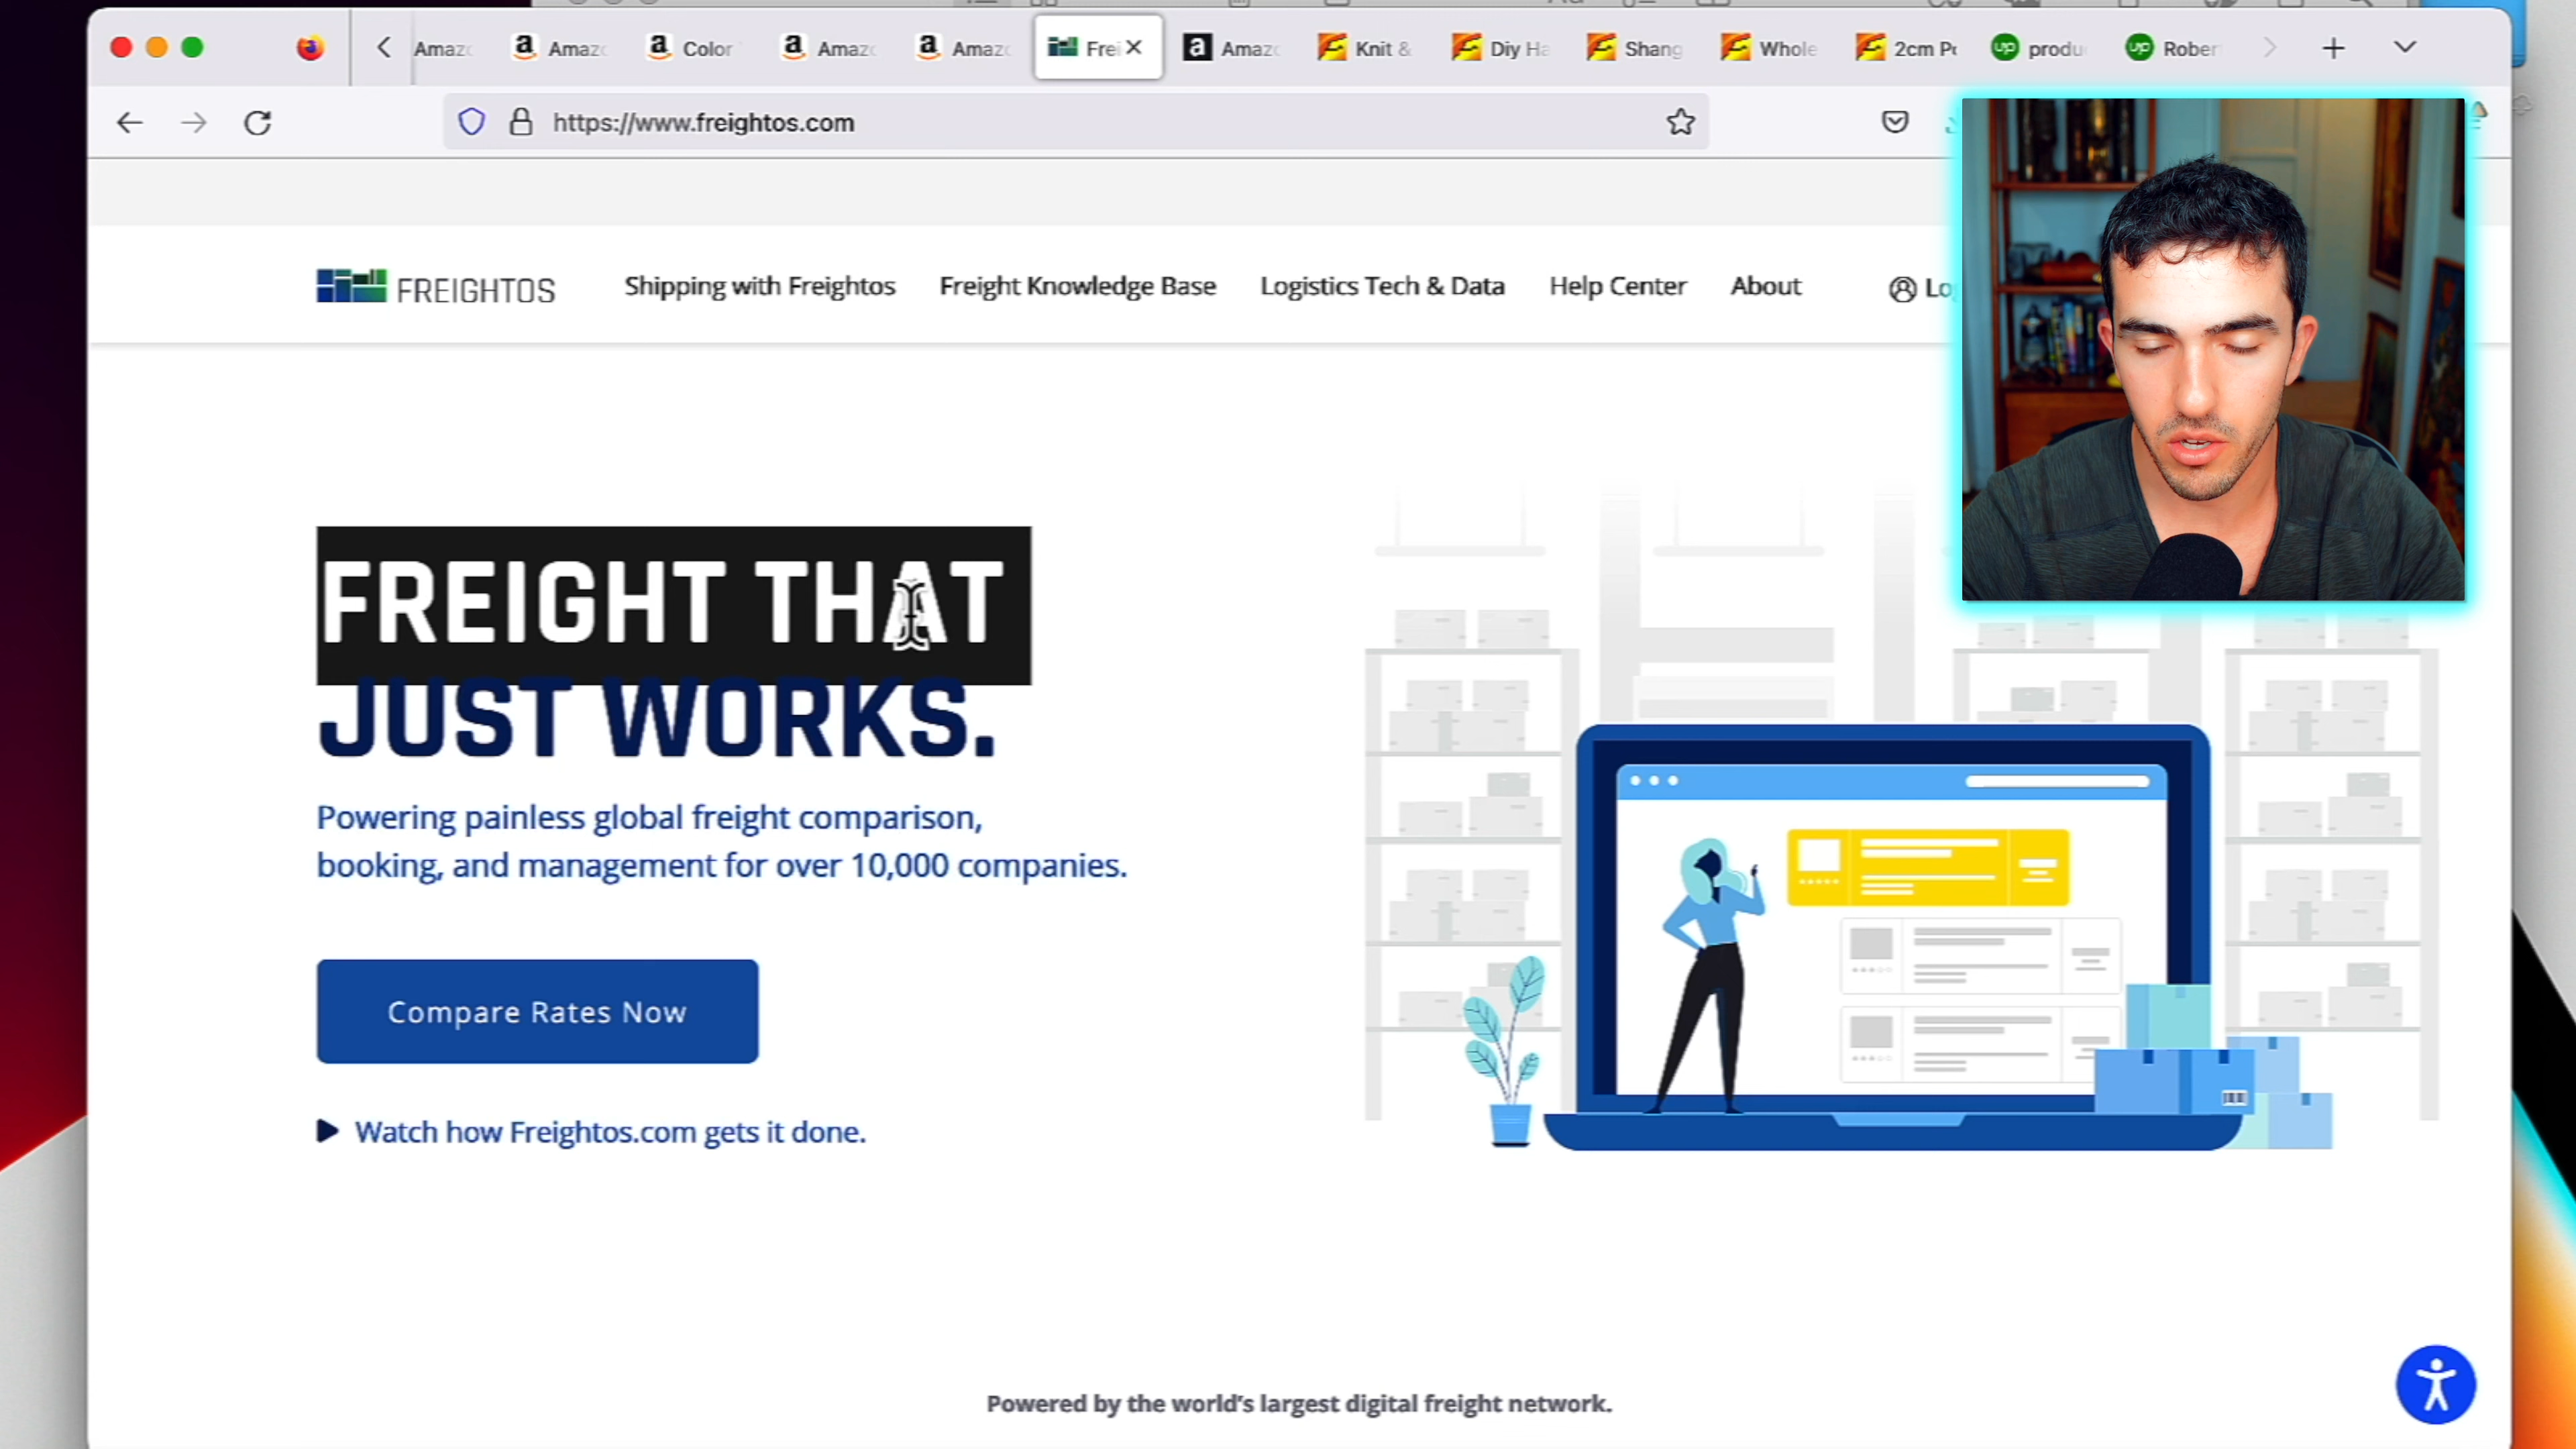 Amaz
Amaz
Color
Amaz
Amaz
Frei
Amaz
Knit &
Diy Ha
Shang
Whole
2cm P
produ
Rober
https://www.freightos.com
FREIGHTOS
Shipping with Freightos
Freight Knowledge Base
Logistics Tech & Data
Help Center
About
Lo
FREIGHT THAT
JUST WORKS.
Powering painless global freight comparison,
booking, and management for over 10,000 companies.
Compare Rates Now
Watch how Freightos.com gets it done.
Powered by the world's largest digital freight network.